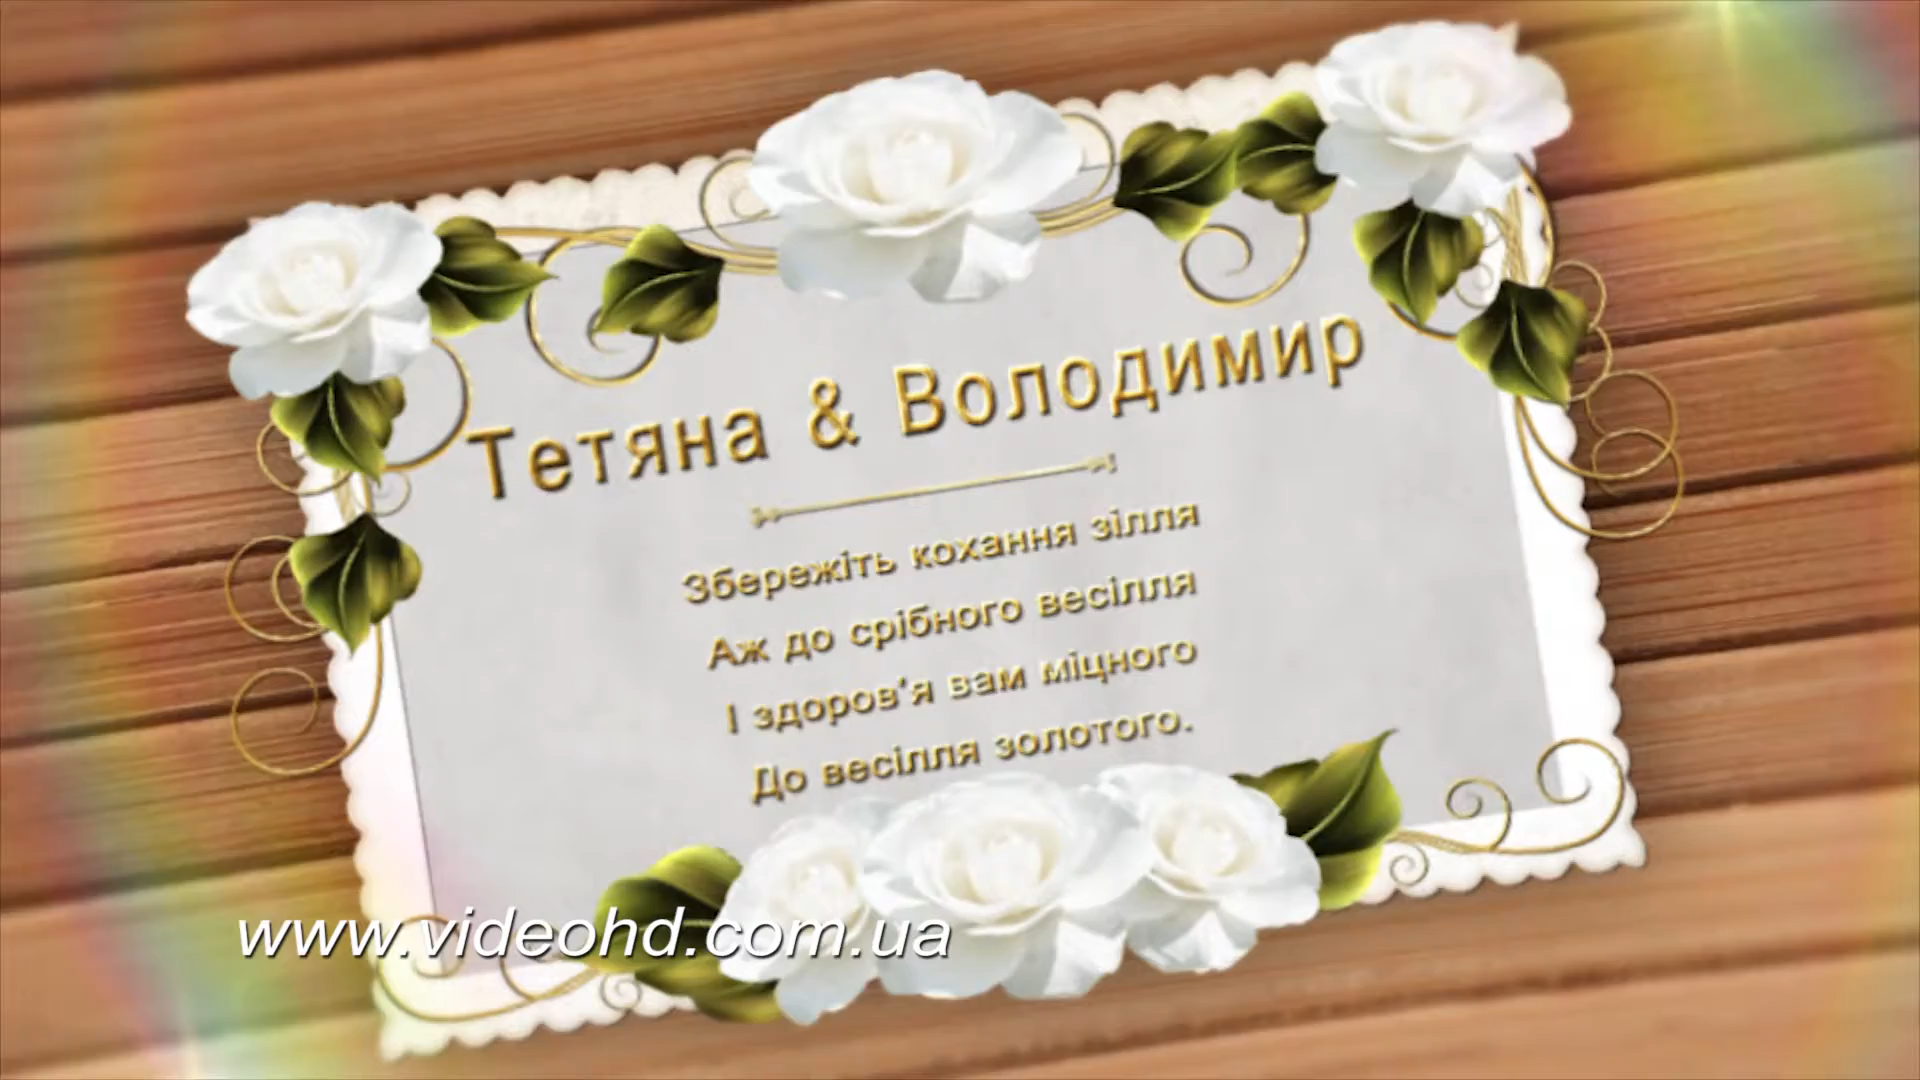 Тетяна & Володимир
Збережіть кохання зілля
Аж до срібного весілля
І здоров'я вам міцного
До весілля золотого.
www.videohd.com.ua